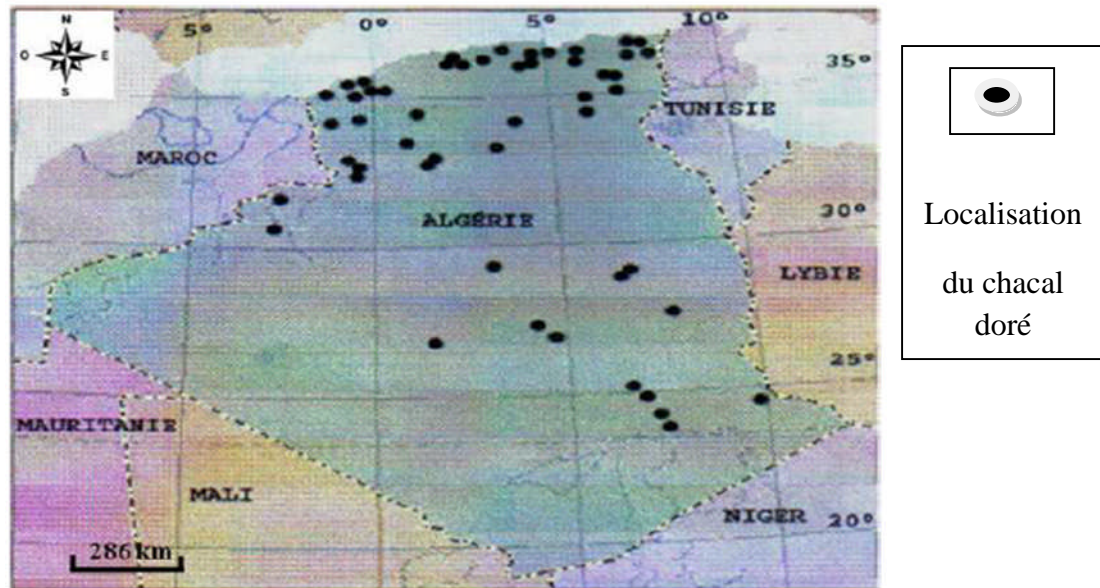 N
5° 0° 5° 10°
O E
S
35°
TUNISIE
MAROC
ALGÉRIE
30°
LYBIE
25°
MAURITANIE
MALI
NIGER 20°
286 km
Localisation
du chacal
doré